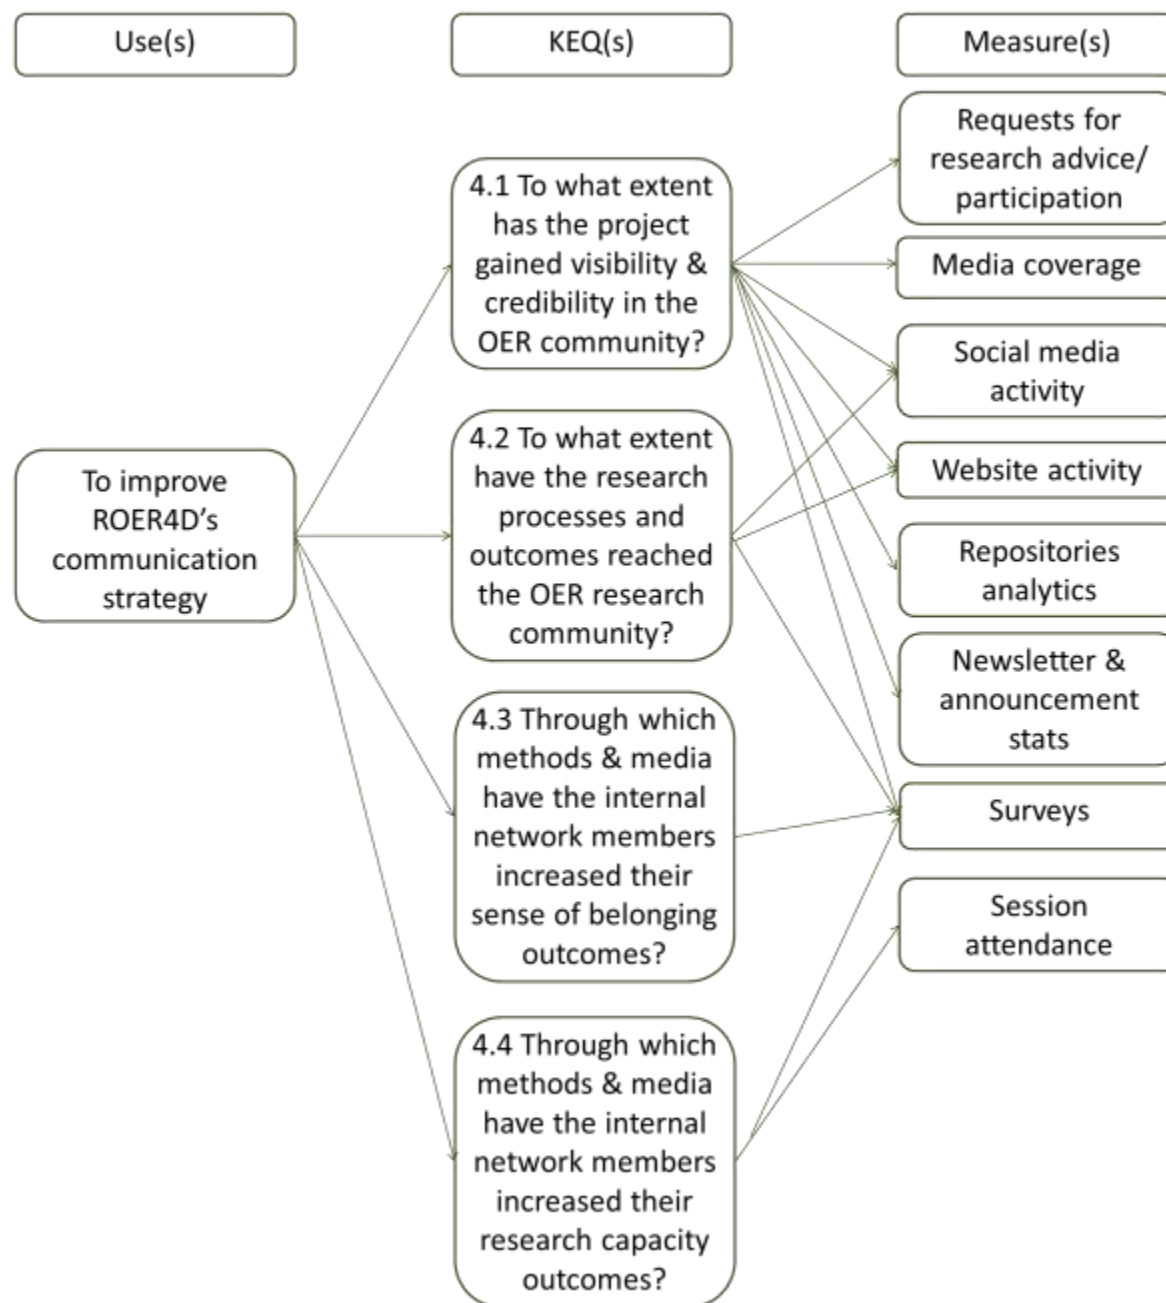 Use(s)
KEQ(s)
Measure(s)
To improve
ROER4D's
communication
strategy
4.1 To what extent
has the project
gained visibility &
credibility in the
OER community?
4.2 To what extent
have the research
processes and
outcomes reached
the OER research
community?
4.3 Through which
methods & media
have the internal
network members
increased their
sense of belonging
outcomes?
4.4 Through which
methods & media
have the internal
network members
increased their
research capacity
outcomes?
Requests for
research advice/
participation
Media coverage
Social media
activity
Website activity
Repositories
analytics
Newsletter &
announcement
stats
Surveys
Session
attendance